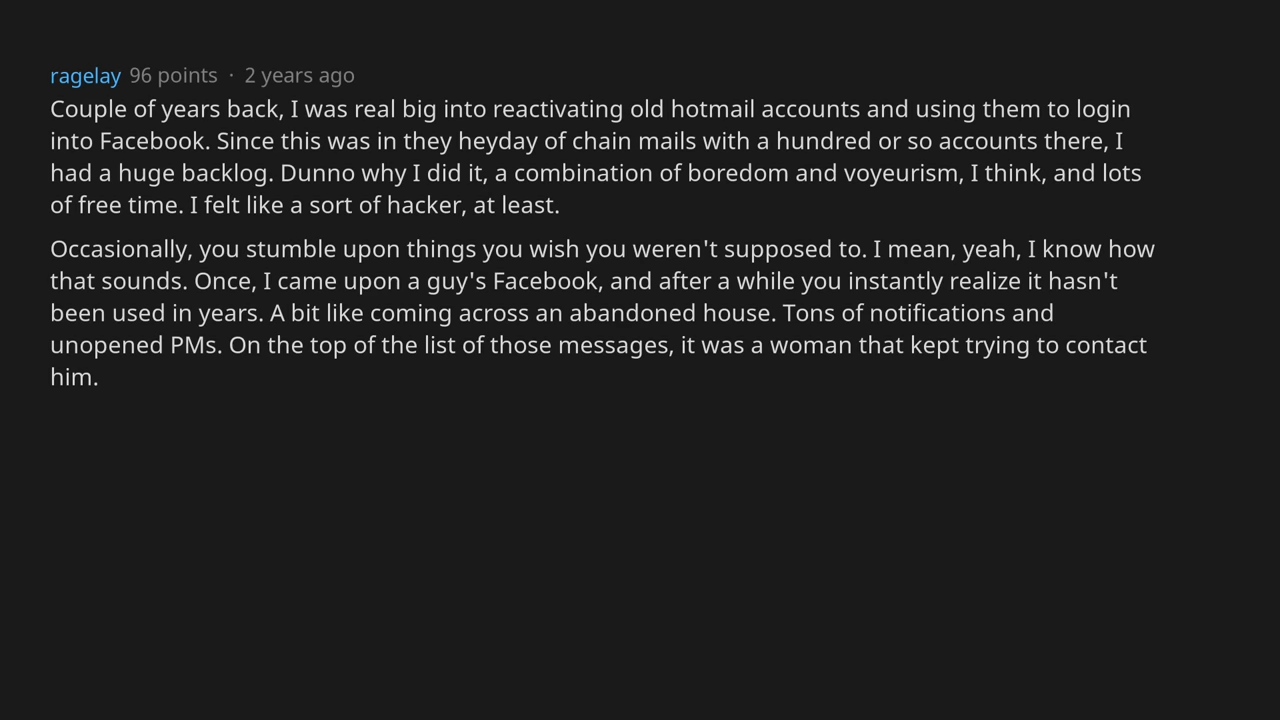 ragelay 96 points · 2 years ago
Couple of years back, I was real big into reactivating old hotmail accounts and using them to login
into Facebook. Since this was in they heyday of chain mails with a hundred or so accounts there, I
had a huge backlog. Dunno why I did it, a combination of boredom and voyeurism, I think, and lots
of free time. I felt like a sort of hacker, at least.
Occasionally, you stumble upon things you wish you weren't supposed to. I mean, yeah, I know how
that sounds. Once, I came upon a guy's Facebook, and after a while you instantly realize it hasn't
been used in years. A bit like coming across an abandoned house. Tons of notifications and
unopened PMs. On the top of the list of those messages, it was a woman that kept trying to contact
him.